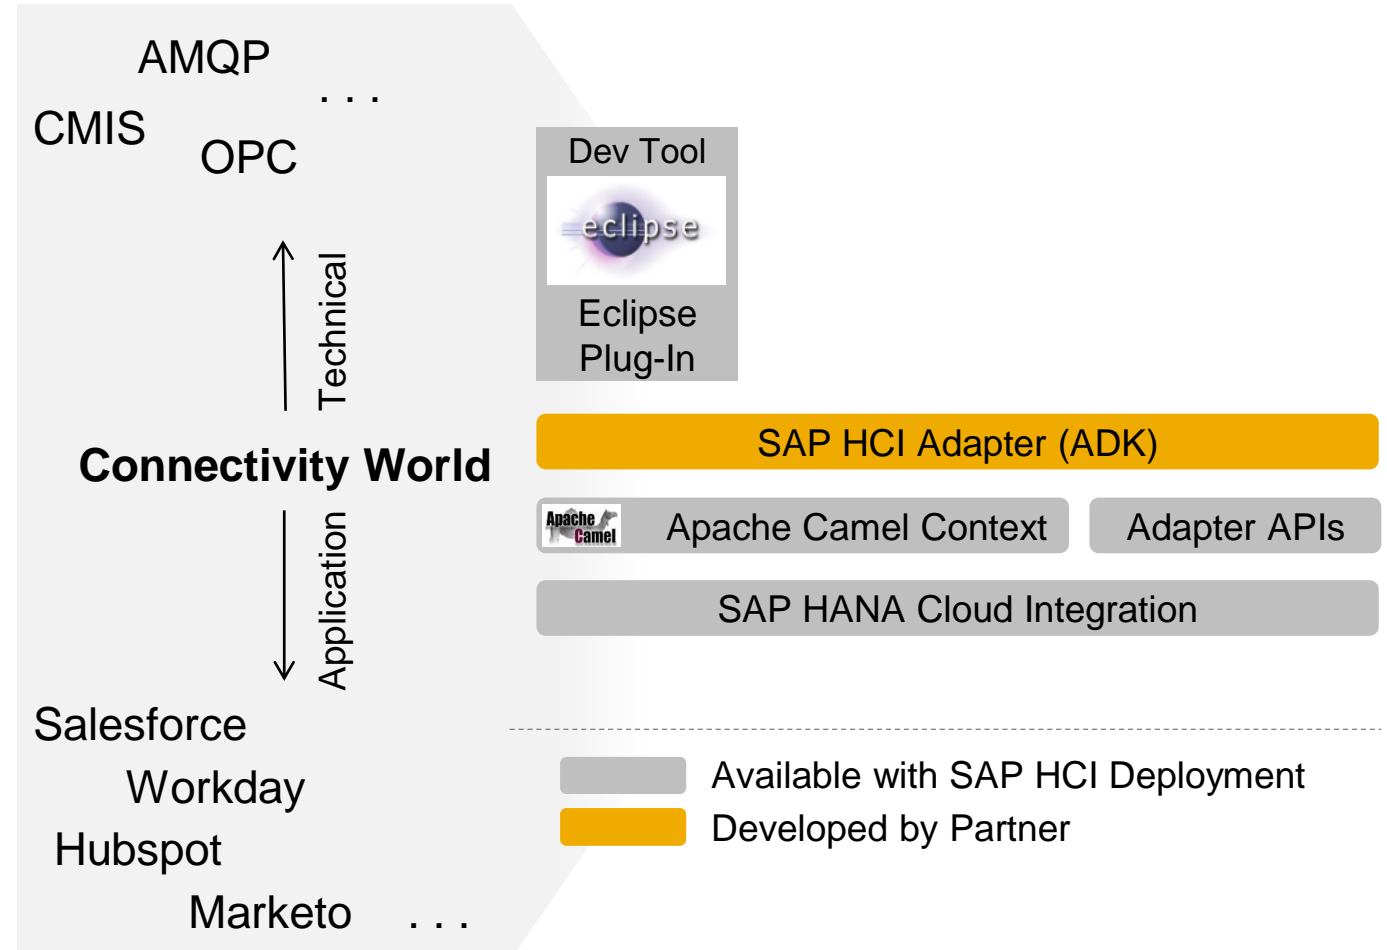 AMQP
. . .
CMIS
OPC
Technical
Connectivity World
Application
Salesforce
Workday
Hubspot
Marketo . . .
Dev Tool
eclipse
Eclipse
Plug-In
SAP HCI Adapter (ADK)
Apache
Camel
Apache Camel Context
Adapter APIs
SAP HANA Cloud Integration
Available with SAP HCI Deployment
Developed by Partner